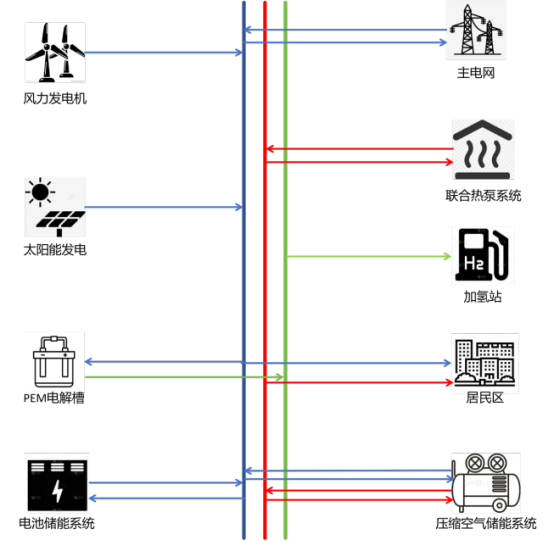 风力发电机
主电网
联合热泵系统
太阳能发电
H₂
加氢站
PEM电解槽
居民区
电池储能系统
压缩空气储能系统